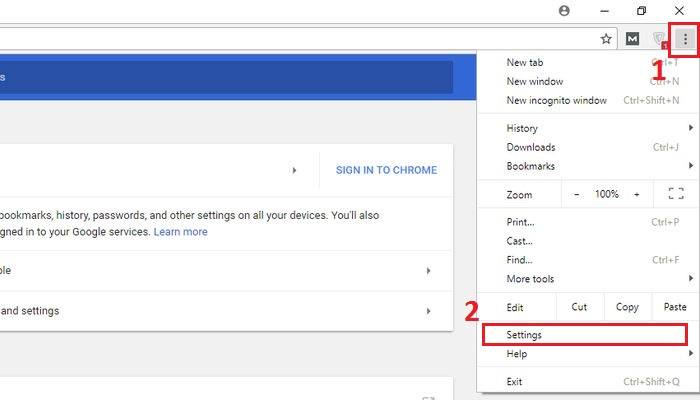 1
s
SIGN IN TO CHROME
bookmarks, history, passwords, and other settings on all your devices. You'll also
gned in to your Google services. Learn more
ole
and settings
New tab Ctrl+T
New window Ctrl+N
New incognito window Ctrl+Shift+N
History
Downloads Ctrl+J
Bookmarks
Zoom - 100% +
Print... Ctrl+P
Cast...
Find... Ctrl+F
More tools
Edit Cut Copy Paste
2
Settings
Help
Exit Ctrl+Shift+Q